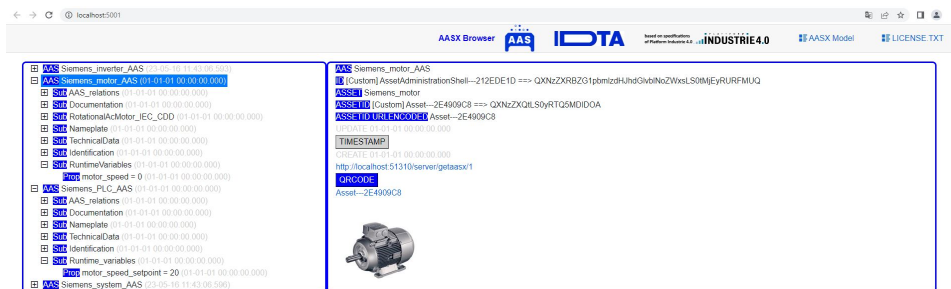 localhost:5001
AASX Browser
AAS
IDTA
based on specifications
of Platform Industrie 4.0
INDUSTRIE4.0
AASX Model
LICENSE.TXT
AAS Siemens_inverter_AAS (23-05-16 11:43:06.593)
AAS Siemens_motor_AAS (01-01-01 00:00:00.000)
Sub AAS_relations (01-01-01 00:00:00.000)
Sub Documentation (01-01-01 00:00:00.000)
Sub RotationalAcMotor_IEC_CDD (01-01-01 00:00:00.000)
Sub Nameplate (01-01-01 00:00:00.000)
Sub TechnicalData (01-01-01 00:00:00.000)
Sub Identification (01-01-01 00:00:00.000)
Sub RuntimeVariables (01-01-01 00:00:00.000)
Prop motor_speed = 0 (01-01-01 00:00:00.000)
AAS Siemens_PLC_AAS (01-01-01 00:00:00.000)
Sub AAS_relations (01-01-01 00:00:00.000)
Sub Documentation (01-01-01 00:00:00.000)
Sub Nameplate (01-01-01 00:00:00.000)
Sub TechnicalData (01-01-01 00:00:00.000)
Sub Identification (01-01-01 00:00:00.000)
Sub Runtime_variables (01-01-01 00:00:00.000)
Prop motor_speed_setpoint = 20 (01-01-01 00:00:00.000)
AAS Siemens_system_AAS (23-05-16 11:43:06.596)
AAS Siemens_motor_AAS
ID [Custom] AssetAdministrationShell---212EDE1D ==>
ASSET Siemens_motor
ASSETID [Custom] Asset---2E4909C8 ==> QXNzZXQtLS0yRTQ5MDlDOA
ASSETID URLENCODED Asset---2E4909C8
UPDATE 01-01-01 00:00:00.000
TIMESTAMP
CREATE 01-01-01 00:00:00.000
http://localhost:51310/server/getaasx/1
QRCODE
Asset---2E4909C8